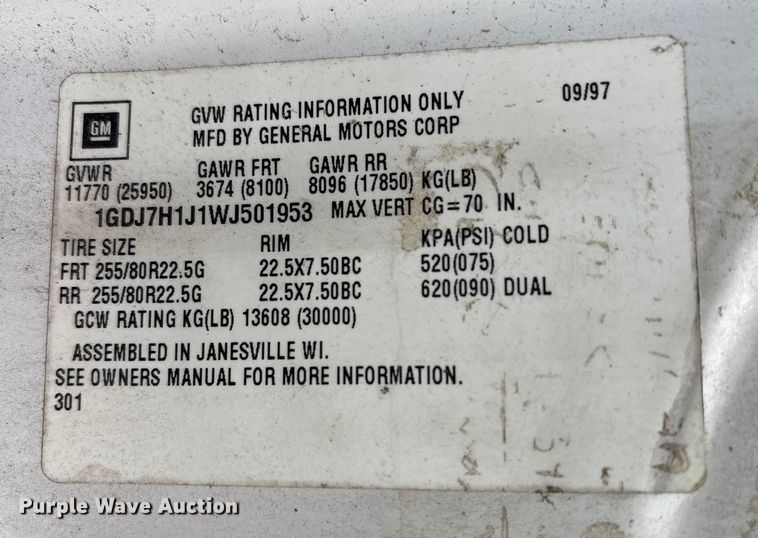 GM
GVW RATING INFORMATION ONLY 09/97
MFD BY GENERAL MOTORS CORP
GVWR GAWR FRT GAWR RR
11770 (25950) 3674 (8100) 8096 (17850) KG(LB)
1GDJ7H1J1WJ501953 MAX VERT CG=70 IN.
TIRE SIZE RIM KPA(PSI) COLD
FRT 255/80R22.5G 22.5X7.50BC 520(075)
RR 255/80R22.5G 22.5X7.50BC 620(090) DUAL
GCW RATING KG(LB) 13608 (30000)
ASSEMBLED IN JANESVILLE WI.
SEE OWNERS MANUAL FOR MORE INFORMATION.
301
Purple Wave Auction